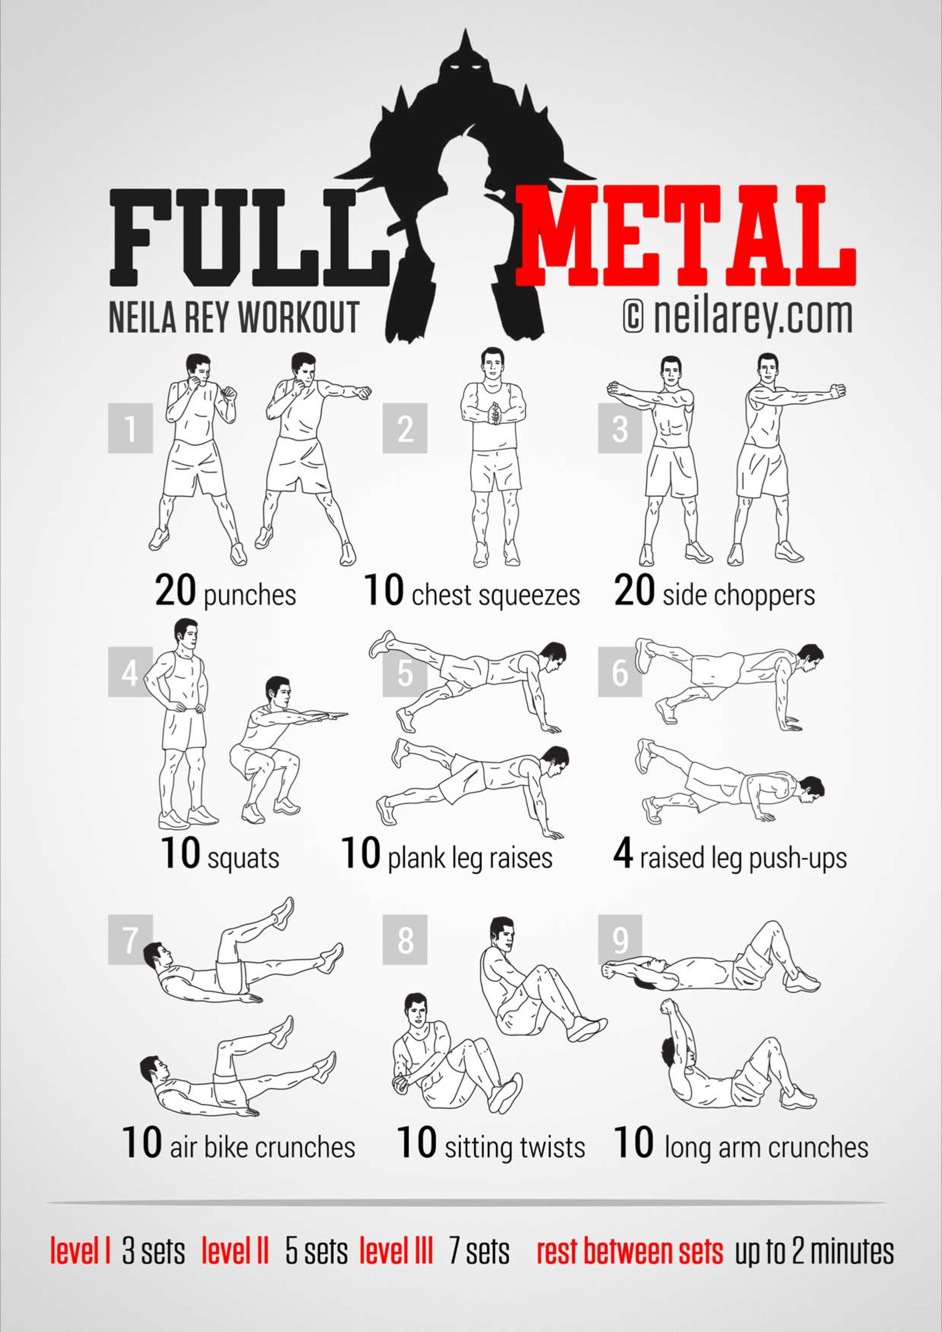 FULL METAL
NEILA REY WORKOUT © neilarey.com
1 2 3
20 punches 10 chest squeezes 20 side choppers
4 5 6
10 squats 10 plank leg raises 4 raised leg push-ups
7 8 9
10 air bike crunches 10 sitting twists 10 long arm crunches
level I 3 sets level II 5 sets level III 7 sets rest between sets up to 2 minutes